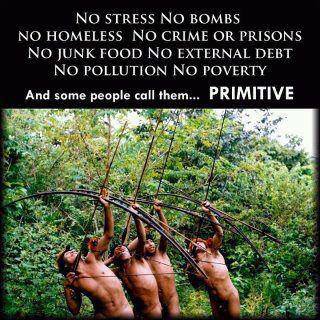 No stress No bombs
no homeless No crime or prisons
No junk food No external debt
No pollution No poverty
And some people call them... PRIMITIVE